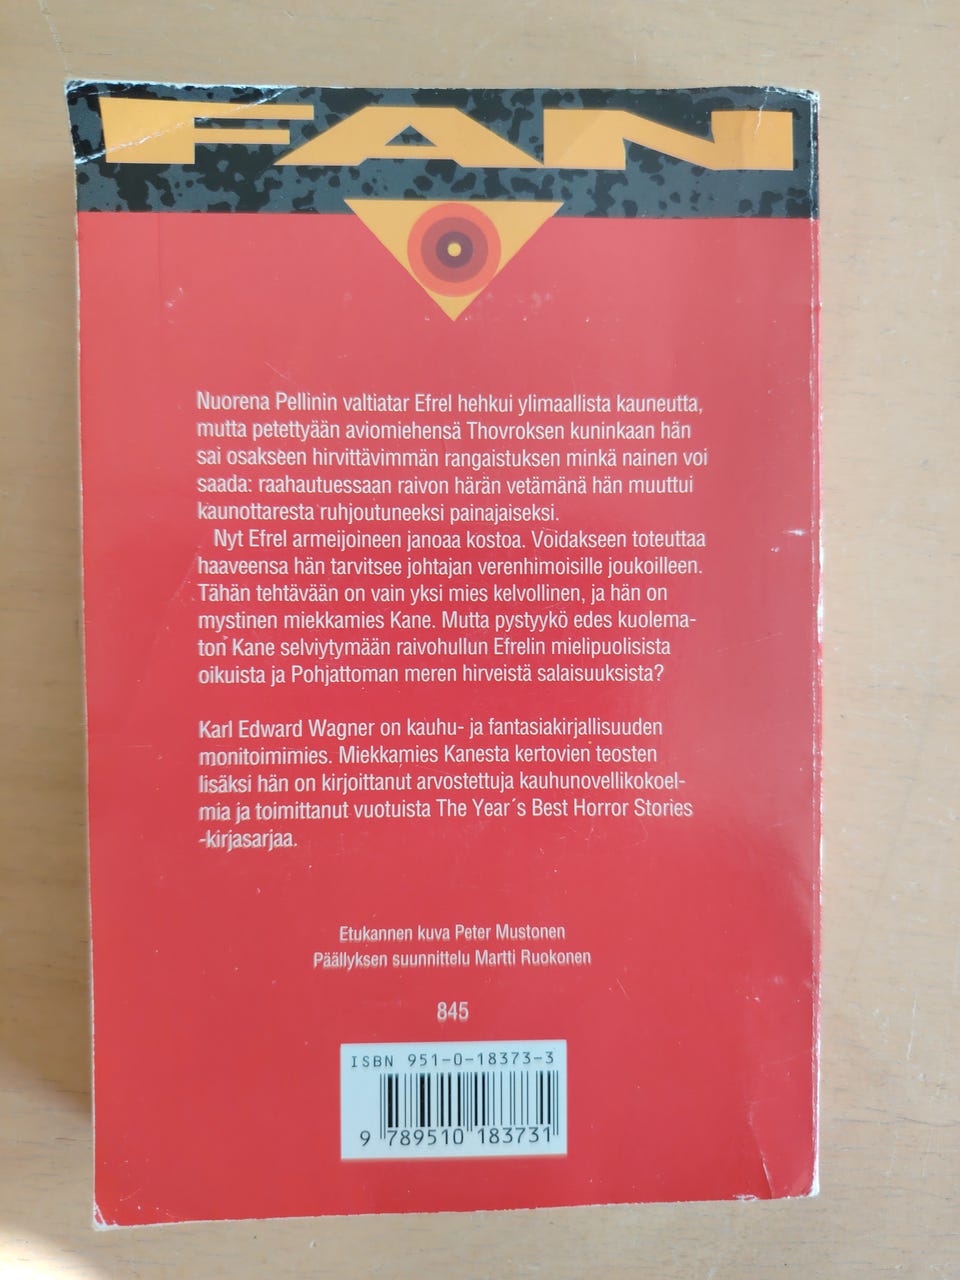 FAN
Nuorena Pellinin valtiatar Efrel hehkui ylimaallista kauneutta,
mutta petettyään aviomiehensä Thovroksen kuninkaan hän
sai osakseen hirvittävimmän rangaistuksen minkä nainen voi
saada: raahautuessaan raivon härän vetämänä hän muuttui
kaunottaresta ruhjoutuneeksi painajaiseksi.
Nyt Efrel armeijoineen janoaa kostoa. Voidakseen toteuttaa
haaveensa hän tarvitsee johtajan verenhimoisille joukoilleen.
Tähän tehtävään on vain yksi mies kelvollinen, ja hän on
mystinen miekkamies Kane. Mutta pystyykö edes kuolema-
ton Kane selviytymään raivohullun Efrelin mielipuolisista
oikuista ja Pohjattoman meren hirveistä salaisuuksista?
Karl Edward Wagner on kauhu- ja fantasiakirjallisuuden
monitoimimies. Miekkamies Kanesta kertovien teosten
lisäksi hän on kirjoittanut arvostettuja kauhunovellikokoel-
mia ja toimittanut vuotuista The Year´s Best Horror Stories
-kirjasarjaa.
Etukannen kuva Peter Mustonen
Päällyksen suunnittelu Martti Ruokonen
845
ISBN 951-0-18373-3
9 789510 183731